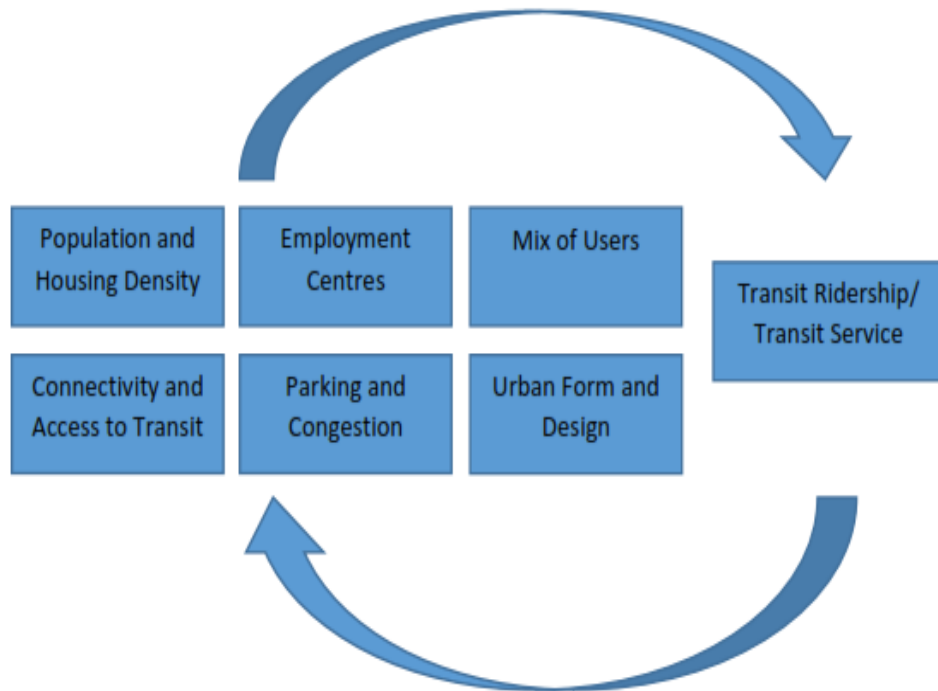 Population and
Housing Density
Employment
Centres
Mix of Users
Transit Ridership/
Transit Service
Connectivity and
Access to Transit
Parking and
Congestion
Urban Form and
Design